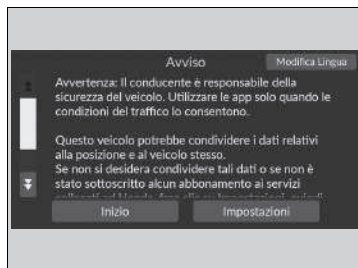 Avviso
Modifica Lingua
Avvertenza: Il conducente è responsabile della
sicurezza del veicolo. Utilizzare le app solo quando le
condizioni del traffico lo consentono.
Questo veicolo potrebbe condividere i dati relativi
alla posizione e al veicolo stesso.
Se non si desidera condividere tali dati o se non è
stato sottoscritto alcun abbonamento ai servizi
Inizio
Impostazioni